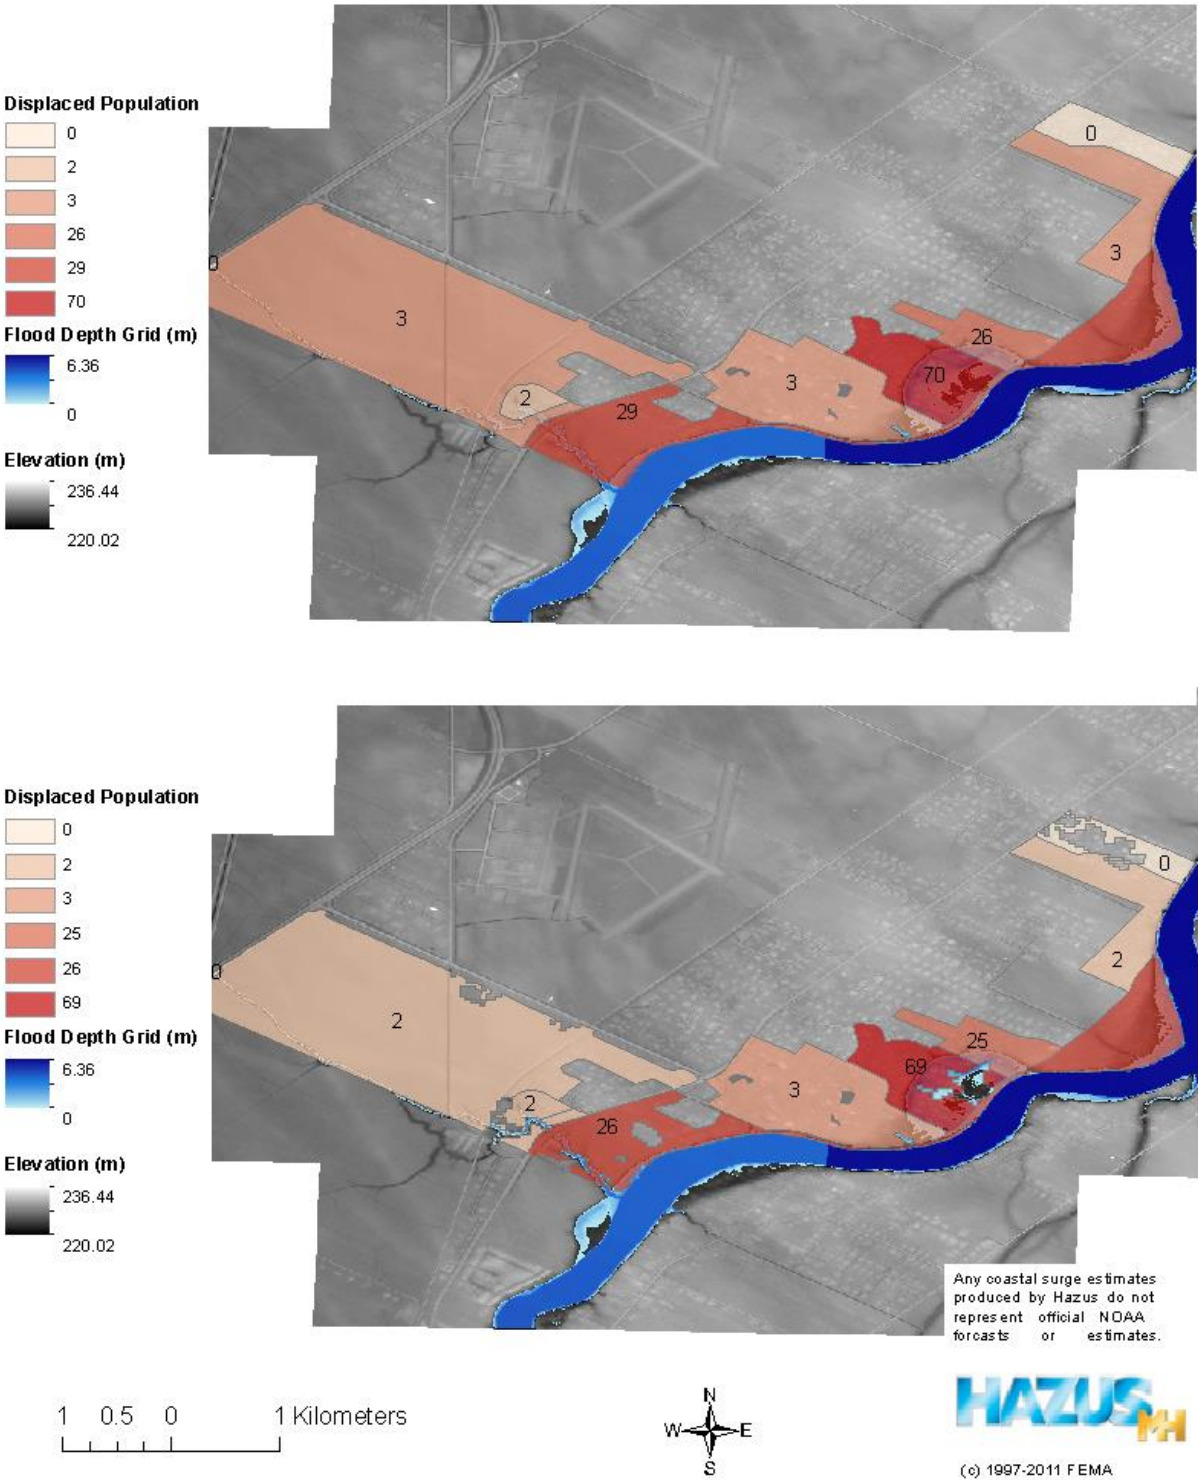 Displaced Population
0
2
3
26
29
70
Flood Depth Grid (m)
6.36
0
Elevation (m)
236.44
220.02
0
0
3
3
26
70
3
2
29
Displaced Population
0
2
3
25
26
69
Flood Depth Grid (m)
6.36
0
Elevation (m)
236.44
220.02
0
0
2
2
25
69
3
2
26
Any coastal surge estimates
produced by Hazus do not
represent official NOAA
forcasts or estimates.
1 0.5 0 1 Kilometers
N
W E
S
HAZUS
MH
(c) 1997-2011 FEMA